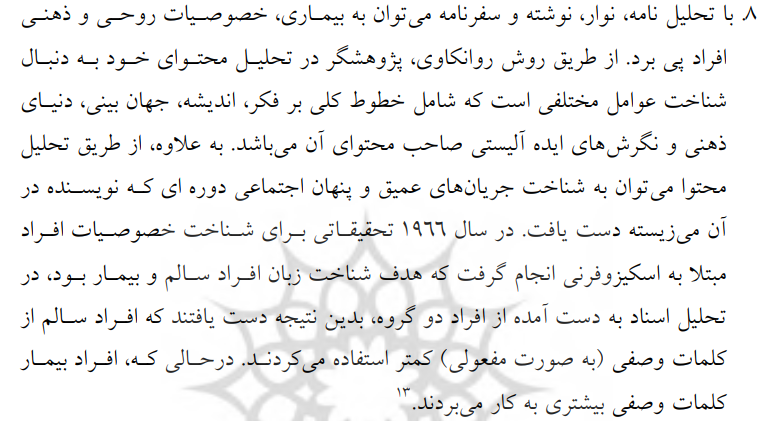 ۸. با تحلیل نامه، نوار، نوشته و سفرنامه می‌توان به بیماری، خصوصیات روحی و ذهنی
افراد پی برد. از طریق روش روانکاوی، پژوهشگر در تحلیل محتوای خود به دنبال
شناخت عوامل مختلفی است که شامل خطوط کلی بر فکر، اندیشه، جهان بینی، دنیای
ذهنی و نگرش‌های ایده آلیستی صاحب محتوای آن می‌باشد. به علاوه، از طریق تحلیل
محتوا می‌توان به شناخت جریان‌های عمیق و پنهان اجتماعی دوره ای که نویسنده در
آن می‌زیسته دست یافت. در سال ۱۹٦٦ تحقیقاتی برای شناخت خصوصیات افراد
مبتلا به اسکیزوفرنی انجام گرفت که هدف شناخت زبان افراد سالم و بیمار بود، در
تحلیل اسناد به دست آمده از افراد دو گروه، بدین نتیجه دست یافتند که افراد سالم از
کلمات وصفی (به صورت مفعولی) کمتر استفاده می‌کردند. درحالی که، افراد بیمار
کلمات وصفی بیشتری به کار می‌بردند.۱۳